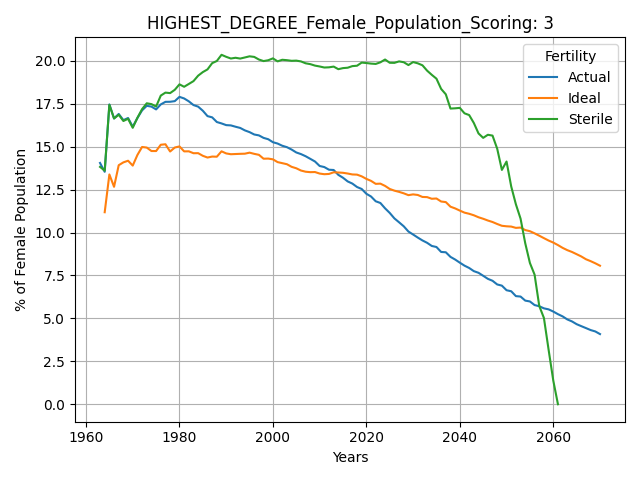 HIGHEST_DEGREE_Female_Population_Scoring: 3
Fertility
Actual
Ideal
Sterile
% of Female Population
20.0
17.5
15.0
12.5
10.0
7.5
5.0
2.5
0.0
1960 1980 2000 2020 2040 2060
Years